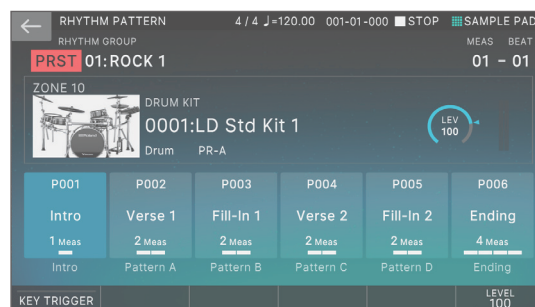 RHYTHM PATTERN 4 / 4 ♩=120.00 001-01-000 STOP SAMPLE PAD
RHYTHM GROUP MEAS BEAT
PRST 01:ROCK 1 01 - 01
ZONE 10
DRUM KIT
0001:LD Std Kit 1
LEV
100
Drum PR-A
P001 P002 P003 P004 P005 P006
Intro Verse 1 Fill-In 1 Verse 2 Fill-In 2 Ending
1 Meas 2 Meas 2 Meas 2 Meas 2 Meas 4 Meas
Intro Pattern A Pattern B Pattern C Pattern D Ending
KEY TRIGGER LEVEL
100